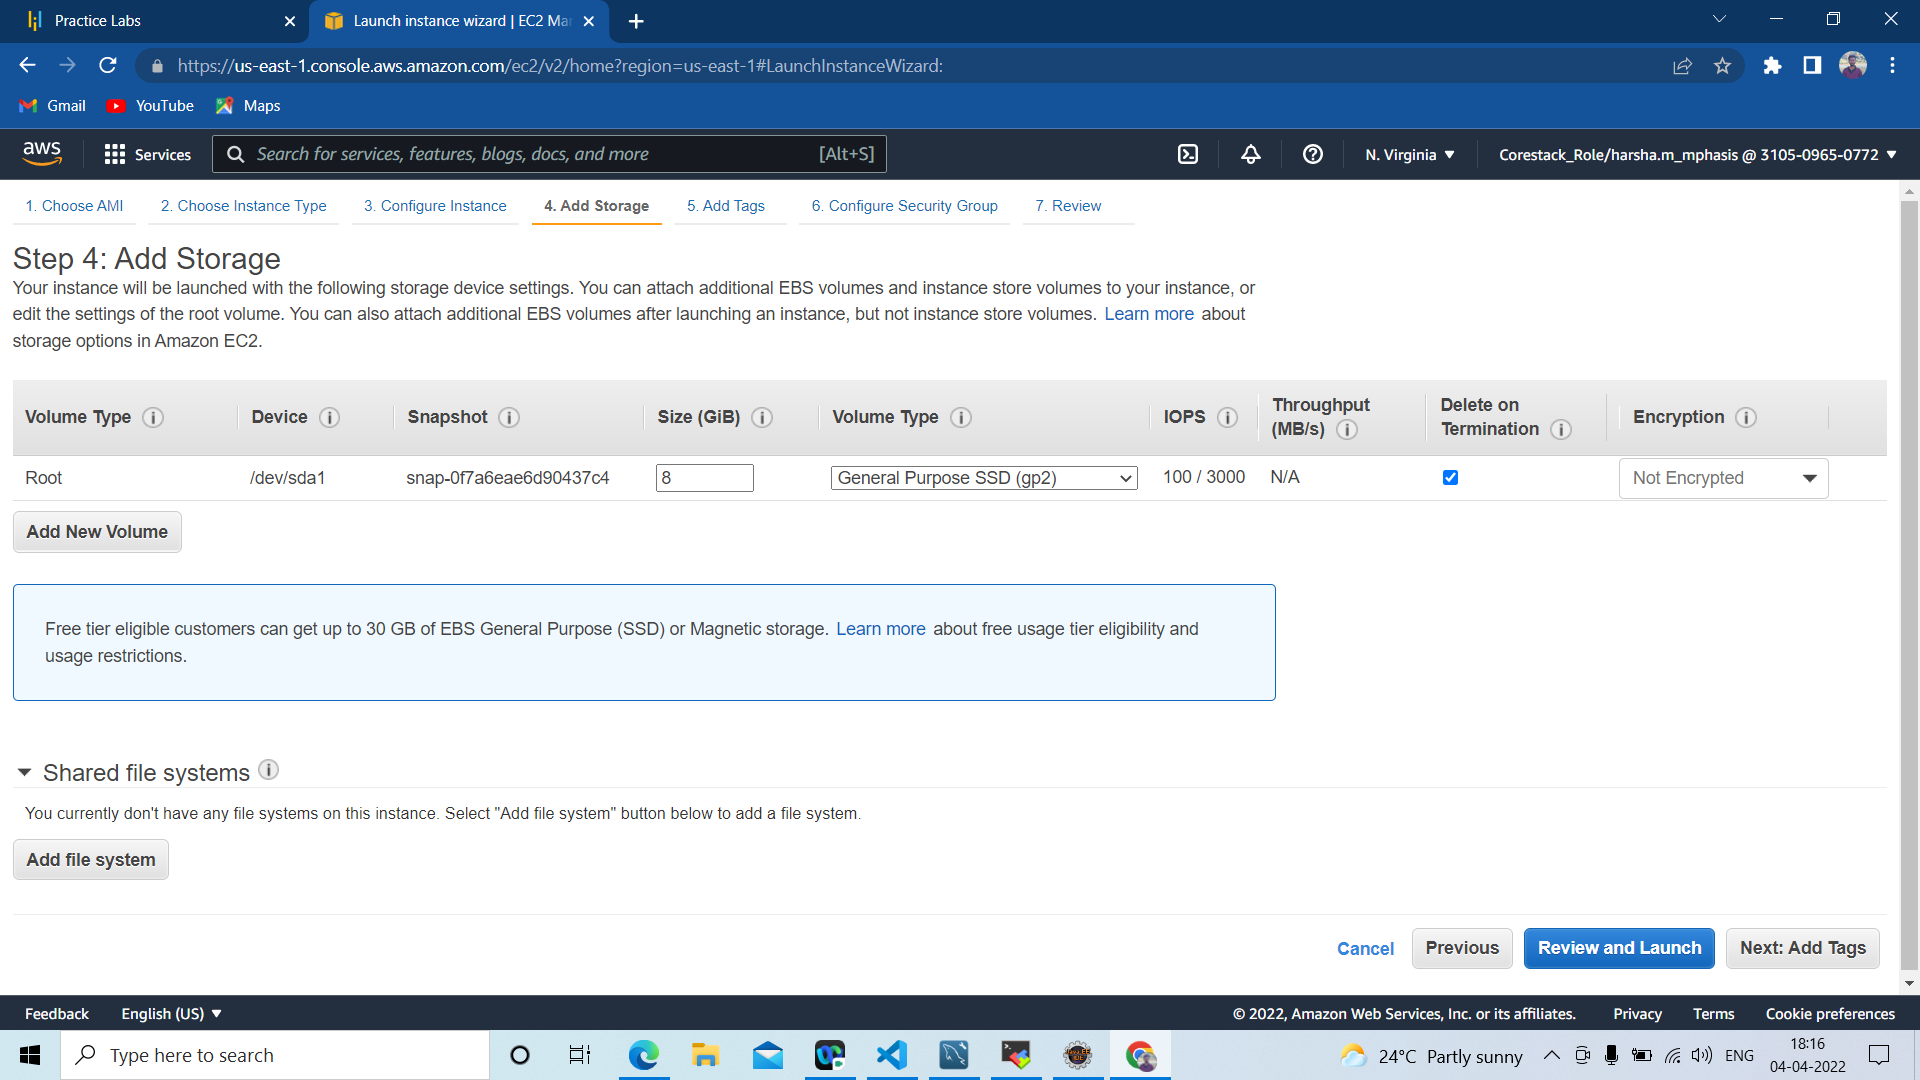 Practice Labs
Launch instance wizard | EC2 Mar
https://us-east-1.console.aws.amazon.com/ec2/v2/home?region=us-east-1#LaunchInstanceWizard:
Gmail YouTube Maps
aws Services Search for services, features, blogs, docs, and more [Alt+S] N. Virginia ▼ Corestack_Role/harsha.m_mphasis @ 3105-0965-0772 ▼
1. Choose AMI 2. Choose Instance Type 3. Configure Instance 4. Add Storage 5. Add Tags 6. Configure Security Group 7. Review
Step 4: Add Storage
Your instance will be launched with the following storage device settings. You can attach additional EBS volumes and instance store volumes to your instance, or
edit the settings of the root volume. You can also attach additional EBS volumes after launching an instance, but not instance store volumes. Learn more about
storage options in Amazon EC2.
Volume Type Device Snapshot Size (GiB) Volume Type IOPS Throughput (MB/s) Delete on Termination Encryption
Root /dev/sda1 snap-0f7a6eae6d90437c4 8 General Purpose SSD (gp2) 100 / 3000 N/A Not Encrypted
Add New Volume
Free tier eligible customers can get up to 30 GB of EBS General Purpose (SSD) or Magnetic storage. Learn more about free usage tier eligibility and
usage restrictions.
Shared file systems
You currently don't have any file systems on this instance. Select "Add file system" button below to add a file system.
Add file system
Cancel Previous Review and Launch Next: Add Tags
Feedback English (US) ▼ © 2022, Amazon Web Services, Inc. or its affiliates. Privacy Terms Cookie preferences
Type here to search 24°C Partly sunny ENG 18:16
04-04-2022